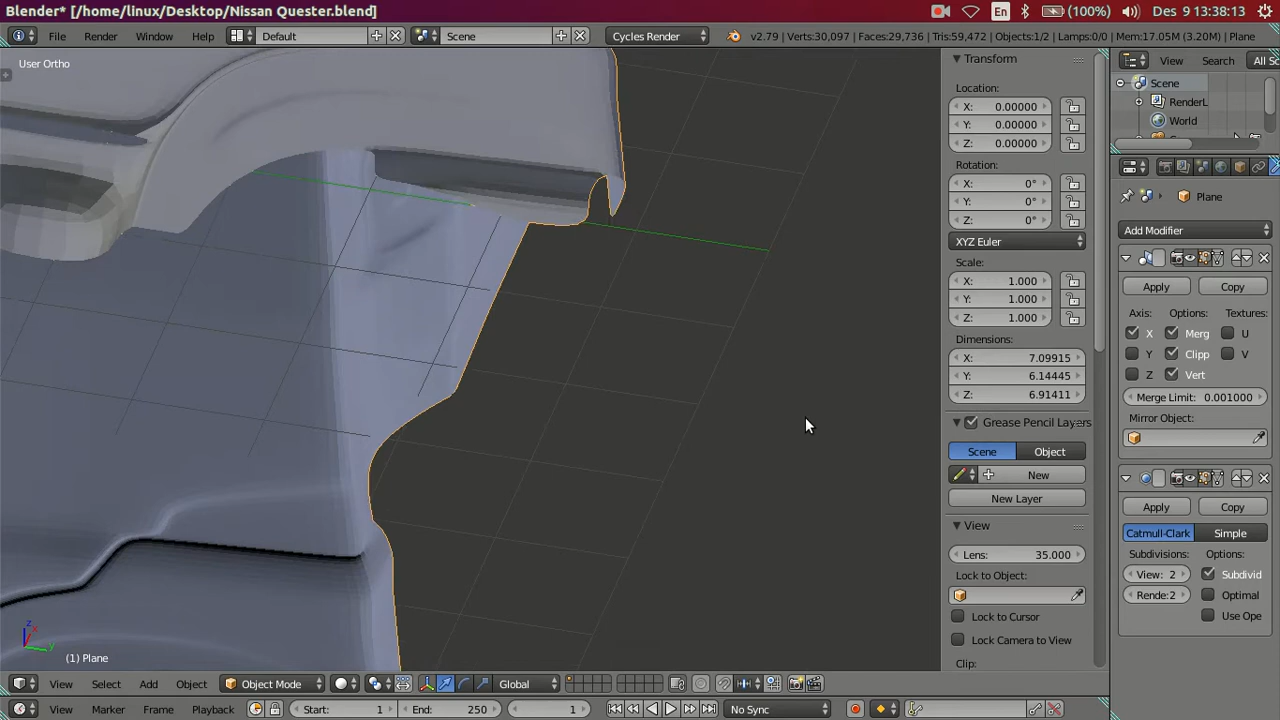 Blender* [/home/linux/Desktop/Nissan Quester.blend]
En (100%) Des 9 13:38:13
File Render Window Help Default Scene Cycles Render v2.79 | Verts:30,097 | Faces:29,736 | Tris:59,472 | Objects:1/2 | Lamps:0/0 | Mem:17.05M (3.20M) | Plane
User Ortho
(1) Plane
Transform
Location:
X: 0.00000
Y: 0.00000
Z: 0.00000
Rotation:
X: 0°
Y: 0°
Z: 0°
XYZ Euler
Scale:
X: 1.000
Y: 1.000
Z: 1.000
Dimensions:
X: 7.09915
Y: 6.14445
Z: 6.91411
Grease Pencil Layers
Scene Object
New
New Layer
View
Lens: 35.000
Lock to Object:
Lock to Cursor
Lock Camera to View
Clip:
View Search All Sc
Scene
RenderL
World
Plane
Add Modifier
Apply Copy
Axis: Options: Textures:
X Merg U
Y Clipp V
Z Vert
Merge Limit: 0.001000
Mirror Object:
Apply Copy
Catmull-Clark Simple
Subdivisions: Options:
View: 2 Subdivid
Rende:2 Optimal
Use Ope
View Select Add Object Object Mode Global
View Marker Frame Playback Start: 1 End: 250 1 No Sync